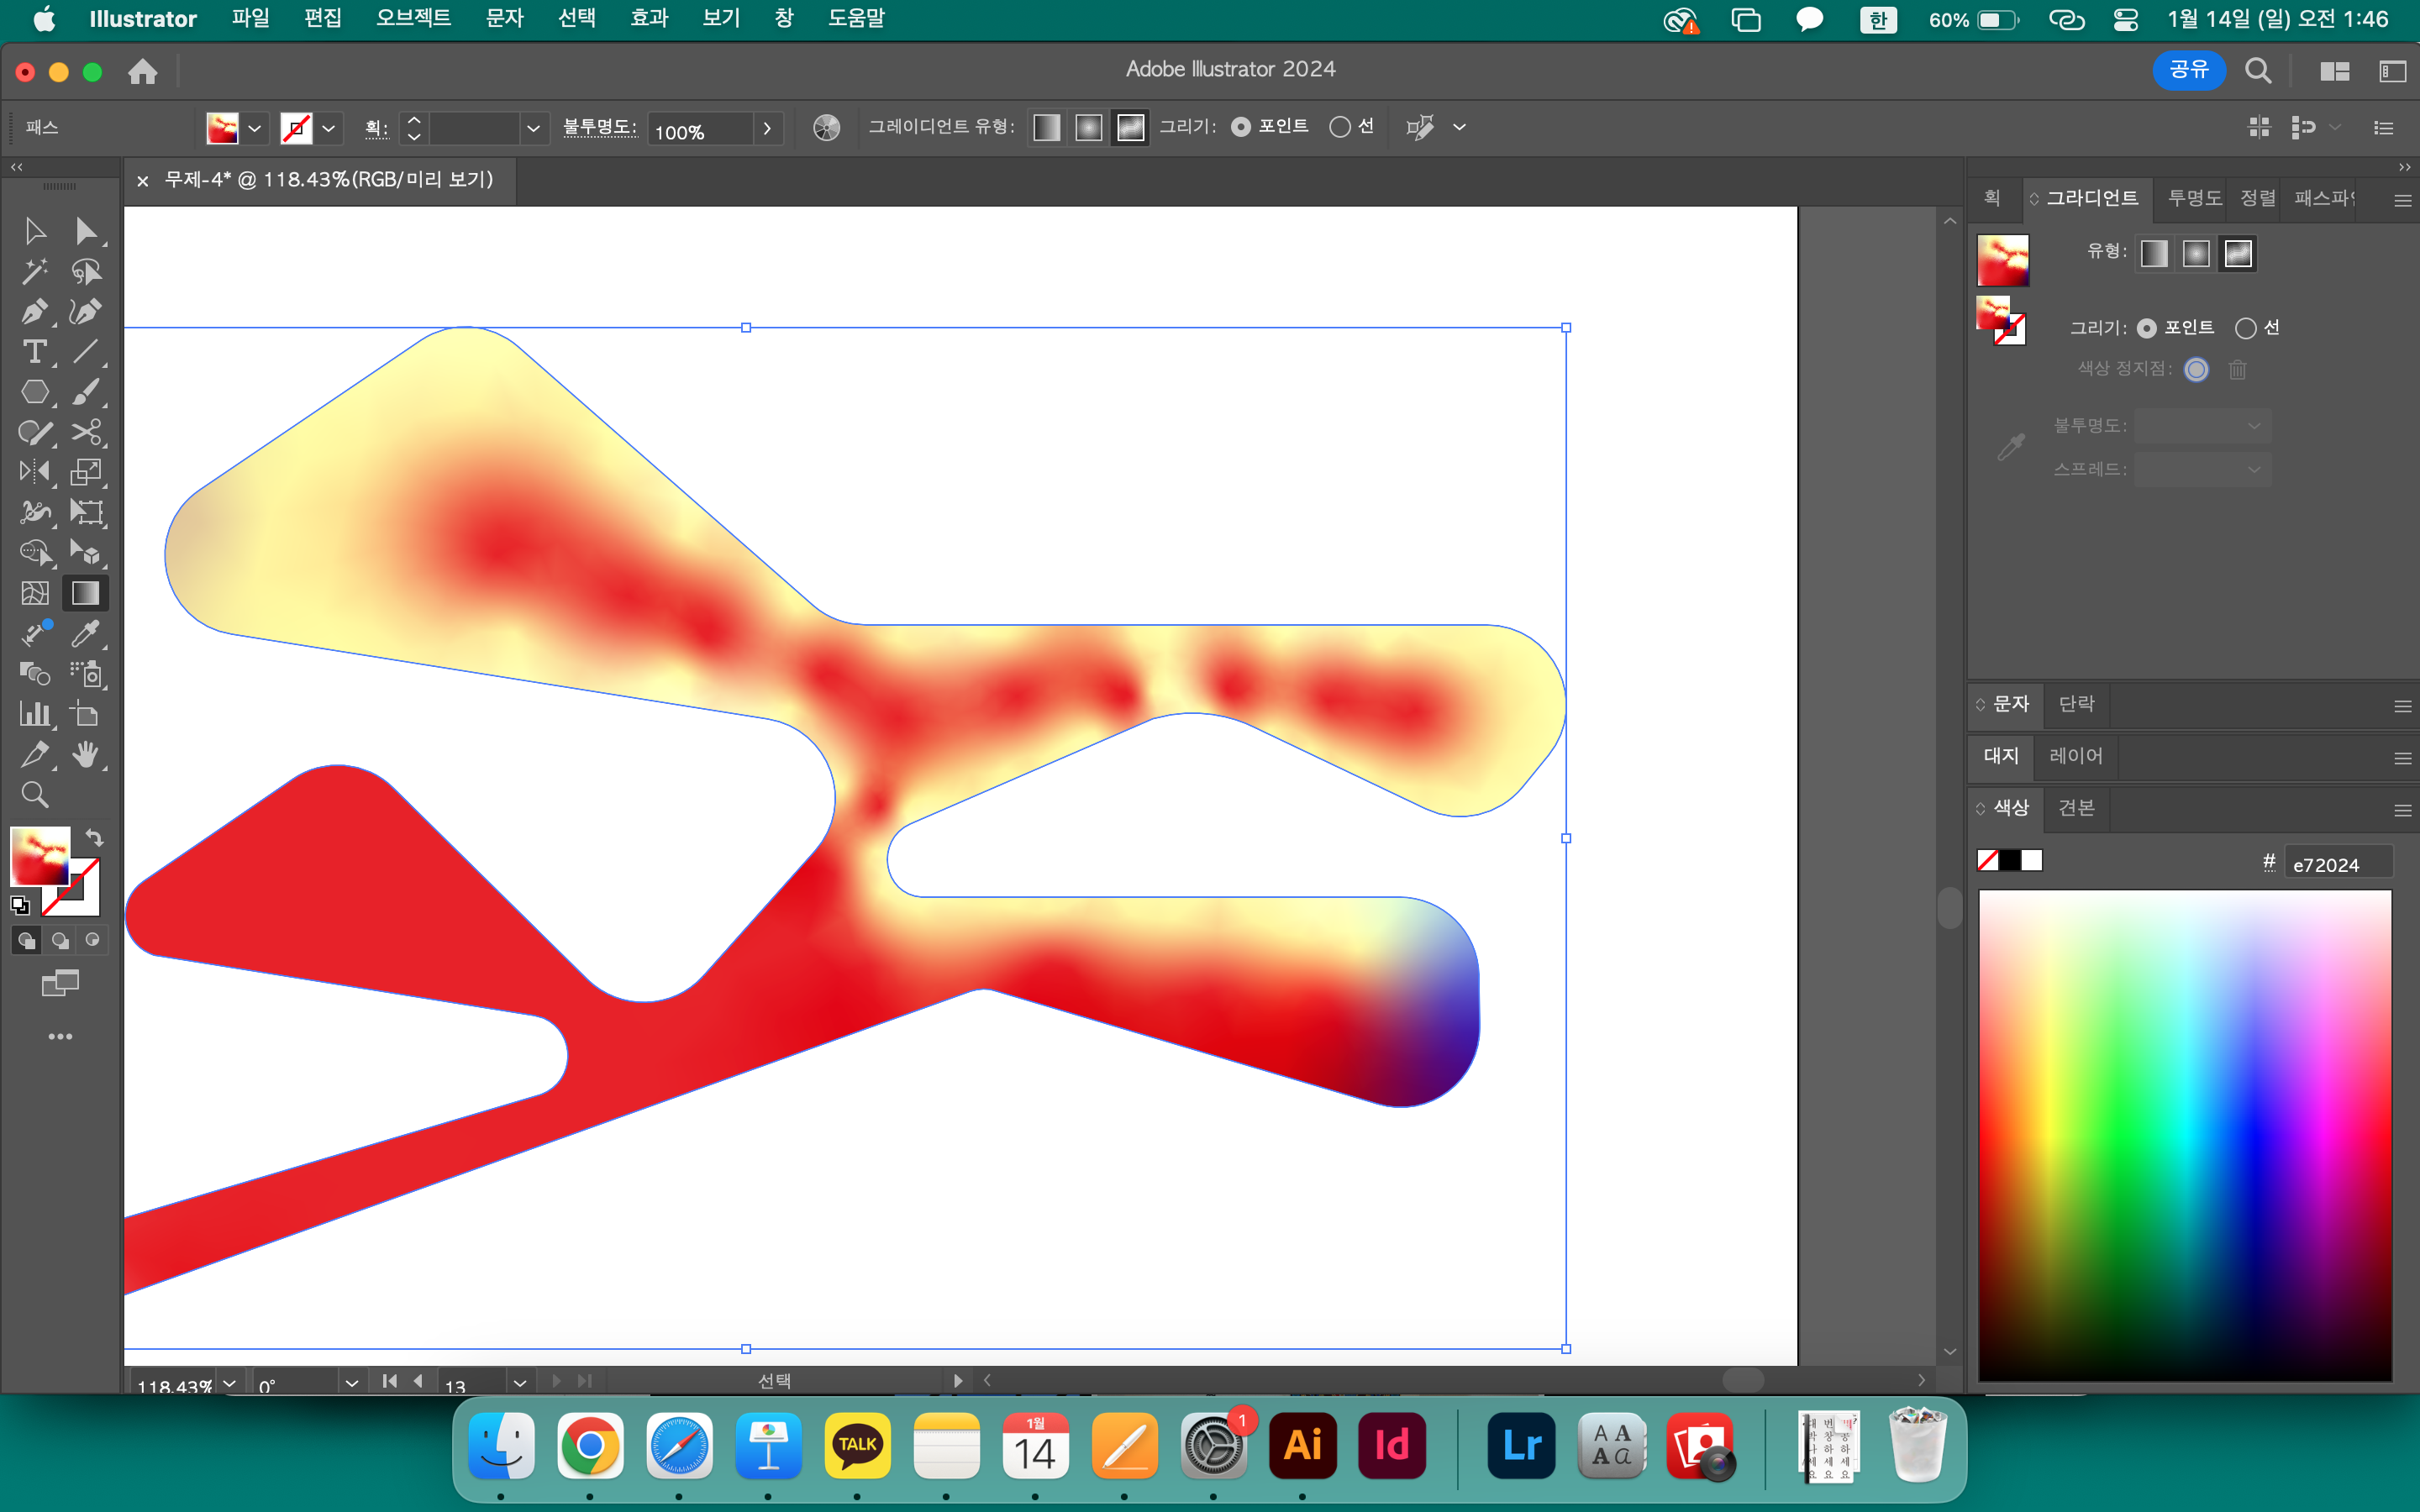 Illustrator 파일 편집 오브젝트 문자 선택 효과 보기 창 도움말 한 60% 1월 14일 (일) 오전 1:46
Adobe Illustrator 2024 공유
패스 획: 불투명도: 100% 그레이디언트 유형: 그리기: 포인트 선
무제-4* @ 118.43%(RGB/미리 보기)
획 그라디언트 투명도 정렬
유형:
그리기: 포인트 선
색상 정지점:
불투명도:
스프레드:
문자 단락
대지 레이어
색상 견본
# e72024
118.43% 0° 13 선택
TALK 1월 14 1 Ai Id Lr A A A a